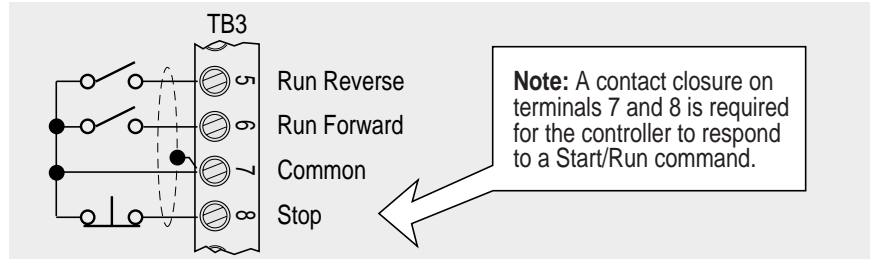 TB3
5 Run Reverse
6 Run Forward
7 Common
8 Stop
Note: A contact closure on
terminals 7 and 8 is required
for the controller to respond
to a Start/Run command.